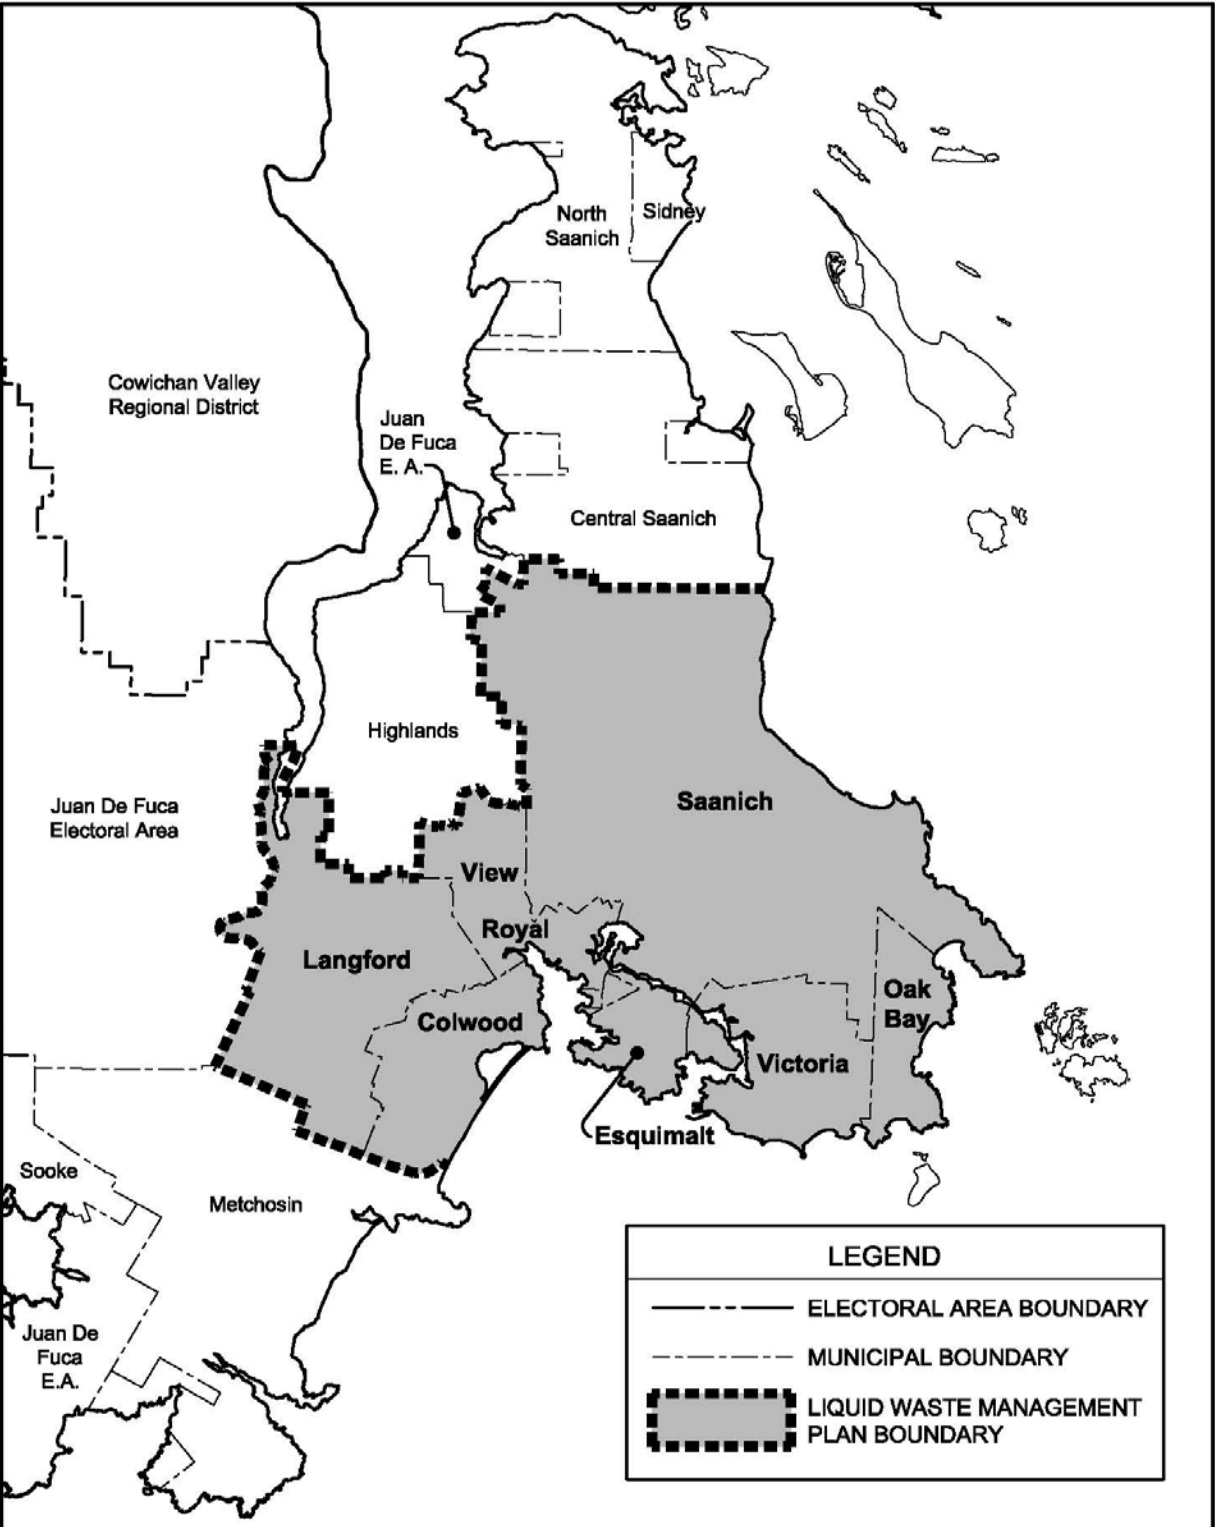 North
Saanich
Sidney
Cowichan Valley
Regional District
Juan
De Fuca
E. A.
Central Saanich
Highlands
Juan De Fuca
Electoral Area
Saanich
View
Royal
Langford
Colwood
Oak
Bay
Victoria
Esquimalt
Sooke
Metchosin
Juan De
Fuca
E.A.
LEGEND
ELECTORAL AREA BOUNDARY
MUNICIPAL BOUNDARY
LIQUID WASTE MANAGEMENT
PLAN BOUNDARY